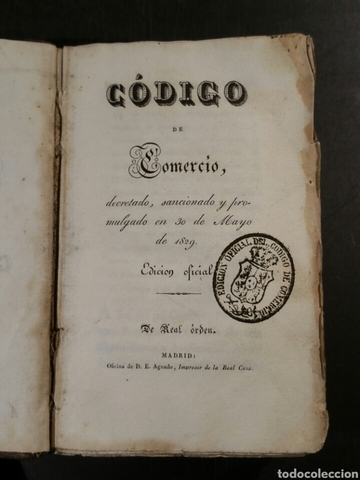 CÓDIGO
DE
Comercio,
decretado, sancionado y pro-
mulgado en 30 de Mayo
de 1829.
Edicion oficial
De Real órden.
MADRID:
Oficina de D. E. Aguado, Impresor de la Real Casa.
EDICION OFICIAL DEL CODIGO DE COMERCIO
todocoleccion